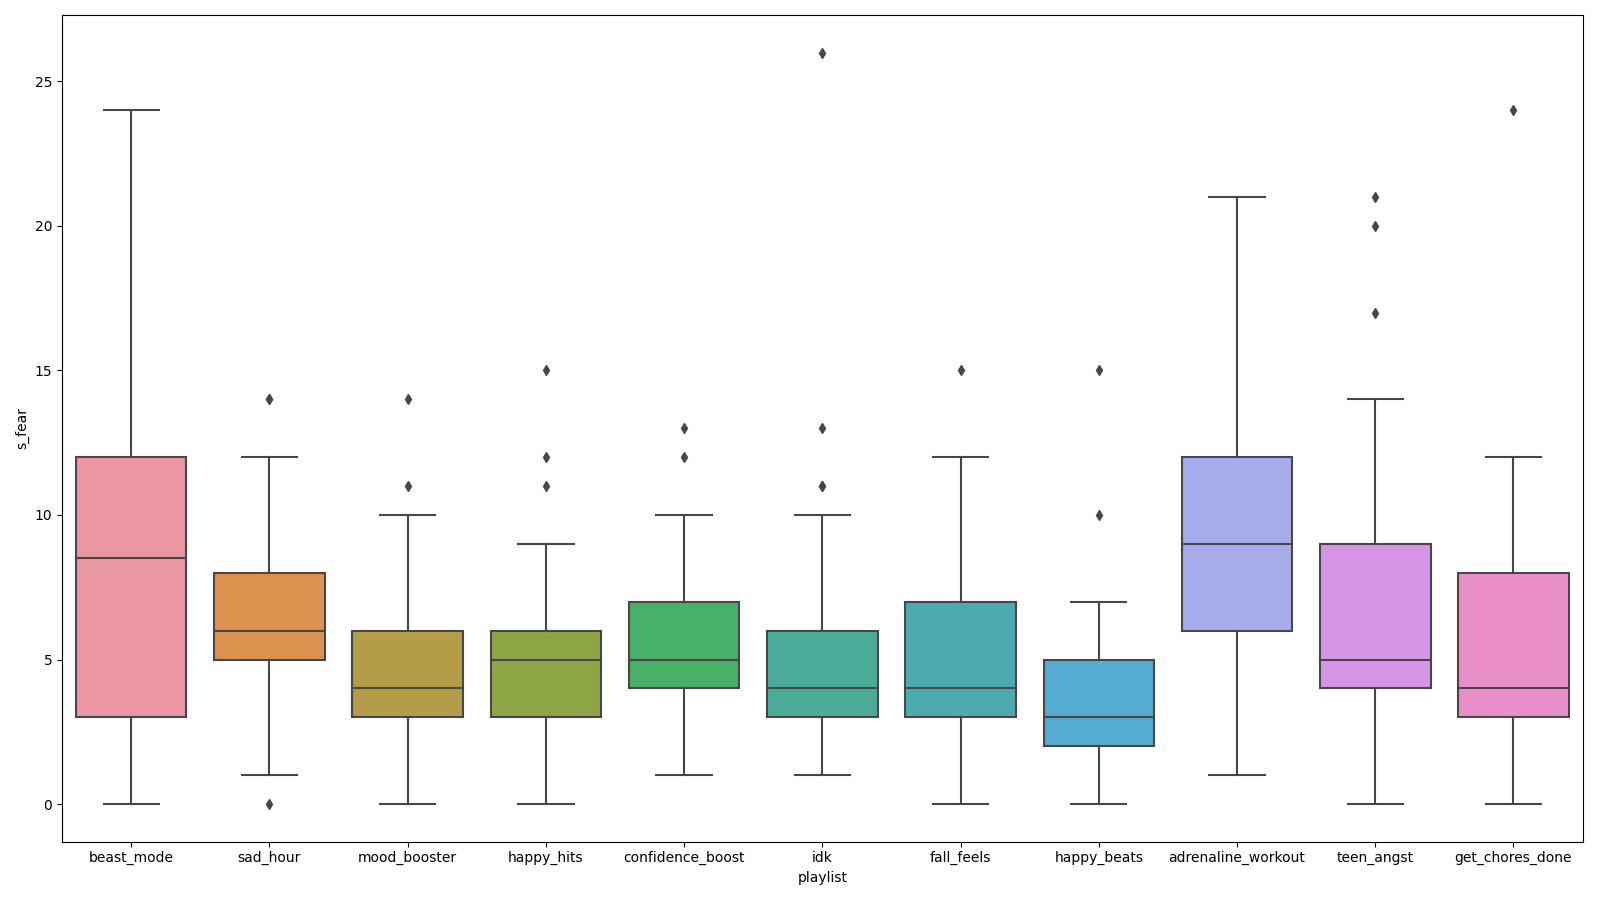 25
20
15
10
5
0
s_fear
beast_mode sad_hour mood_booster happy_hits confidence_boost idk fall_feels happy_beats adrenaline_workout teen_angst get_chores_done
playlist